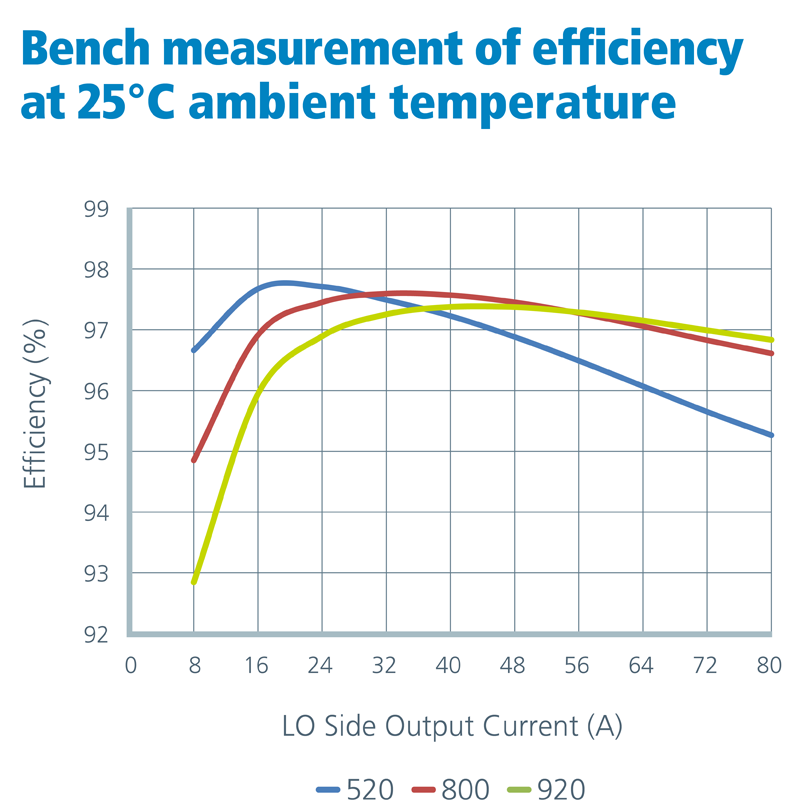 Bench measurement of efficiency
at 25°C ambient temperature
99
98
97
96
95
94
93
92
Efficiency (%)
0 8 16 24 32 40 48 56 64 72 80
LO Side Output Current (A)
520 800 920